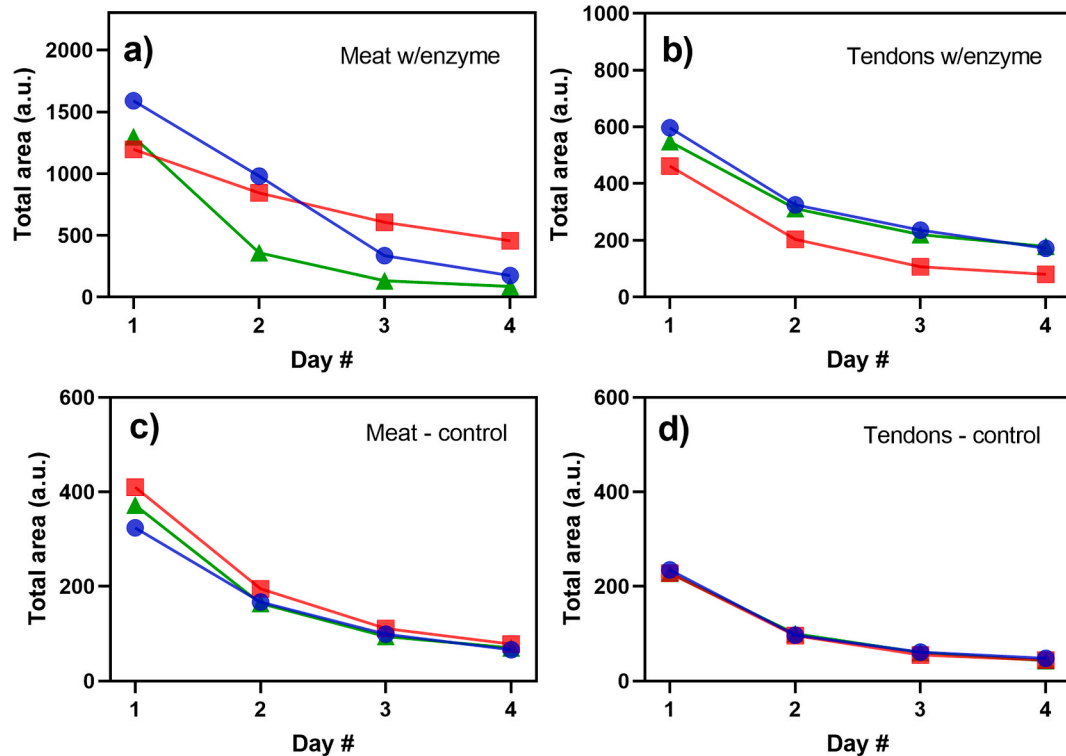 a)
Meat w/enzyme
Total area (a.u.)
2000
1500
1000
500
0
1 2 3 4
Day #
b)
Tendons w/enzyme
Total area (a.u.)
1000
800
600
400
200
0
1 2 3 4
Day #
c)
Meat - control
Total area (a.u.)
600
400
200
0
1 2 3 4
Day #
d)
Tendons - control
Total area (a.u.)
600
400
200
0
1 2 3 4
Day #